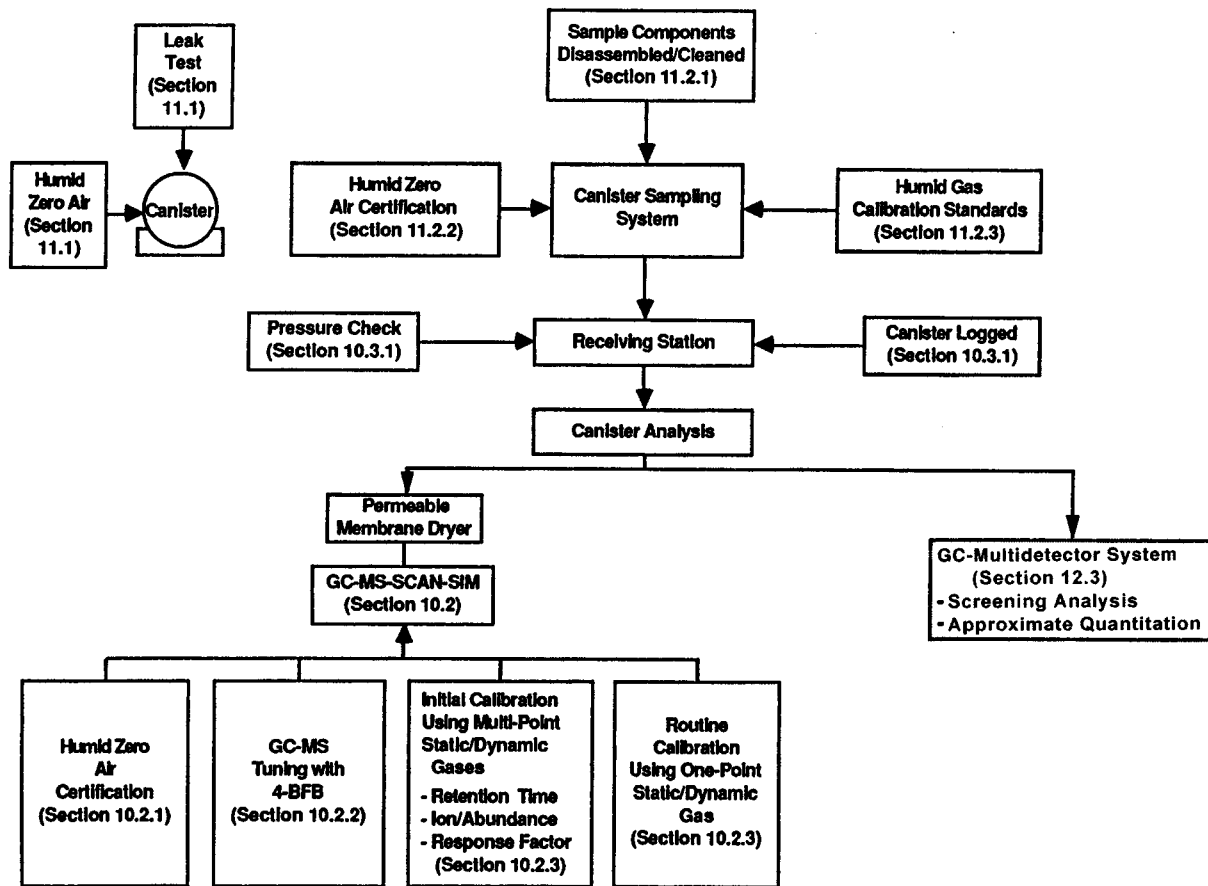 Leak
Test
(Section
11.1)
Sample Components
Disassembled/Cleaned
(Section 11.2.1)
Humid
Zero Air
(Section
11.1)
Canister
Humid Zero
Air Certification
(Section 11.2.2)
Canister Sampling
System
Humid Gas
Calibration Standards
(Section 11.2.3)
Pressure Check
(Section 10.3.1)
Receiving Station
Canister Logged
(Section 10.3.1)
Canister Analysis
Permeable
Membrane Dryer
GC-MS-SCAN-SIM
(Section 10.2)
GC-Multidetector System
(Section 12.3)
- Screening Analysis
- Approximate Quantitation
Humid Zero
Air
Certification
(Section 10.2.1)
GC-MS
Tuning with
4-BFB
(Section 10.2.2)
Initial Calibration
Using Multi-Point
Static/Dynamic
Gases
- Retention Time
- Ion/Abundance
- Response Factor
(Section 10.2.3)
Routine
Calibration
Using One-Point
Static/Dynamic
Gas
(Section 10.2.3)